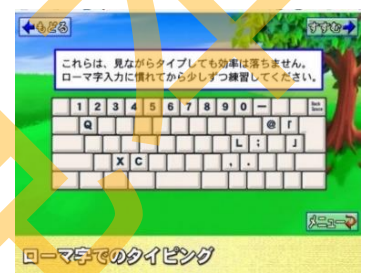 もどる
すすむ
これらは、見ながらタイプしても効率は落ちません。
ローマ字入力に慣れてから少しずつ練習してください。
1 2 3 4 5 6 7 8 9 0 ー Back Space
Q @ 「
L ; 」
X C , .
メニュー
ローマ字でのタイピング